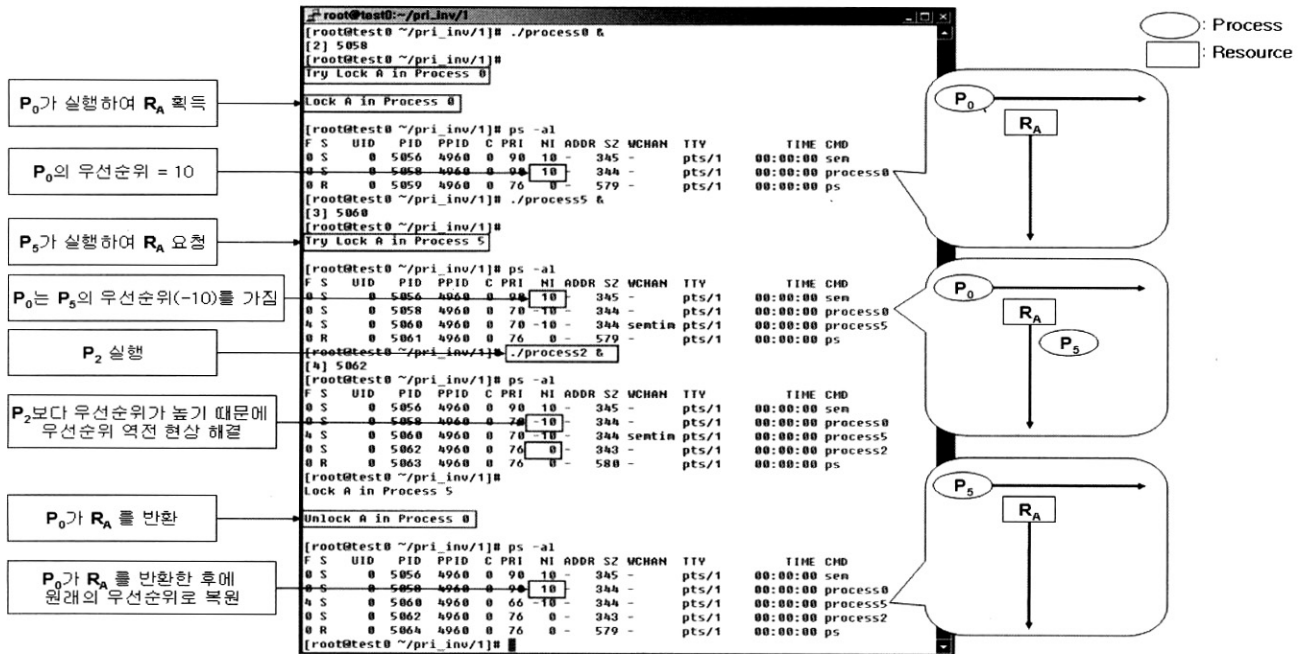 root@test0:~/pri_inv/1
[root@test0 ~/pri_inv/1]# ./process0 &
[2] 5058
[root@test0 ~/pri_inv/1]#
Try Lock A in Process 0
Lock A in Process 0
[root@test0 ~/pri_inv/1]# ps -al
F S UID PID PPID C PRI NI ADDR SZ WCHAN TTY TIME CMD
0 S 0 5056 4960 0 90 10 - 345 - pts/1 00:00:00 sem
0 S 0 5058 4960 0 90 10 - 344 - pts/1 00:00:00 process0
0 R 0 5059 4960 0 76 0 - 579 - pts/1 00:00:00 ps
[root@test0 ~/pri_inv/1]# ./process5 &
[3] 5060
[root@test0 ~/pri_inv/1]#
Try Lock A in Process 5
[root@test0 ~/pri_inv/1]# ps -al
F S UID PID PPID C PRI NI ADDR SZ WCHAN TTY TIME CMD
0 S 0 5056 4960 0 90 10 - 345 - pts/1 00:00:00 sem
0 S 0 5058 4960 0 70 -10 - 344 - pts/1 00:00:00 process0
4 S 0 5060 4960 0 70 -10 - 344 semtim pts/1 00:00:00 process5
0 R 0 5061 4960 0 76 0 - 579 - pts/1 00:00:00 ps
[root@test0 ~/pri_inv/1]# ./process2 &
[4] 5062
[root@test0 ~/pri_inv/1]# ps -al
F S UID PID PPID C PRI NI ADDR SZ WCHAN TTY TIME CMD
0 S 0 5056 4960 0 90 10 - 345 - pts/1 00:00:00 sem
0 S 0 5058 4960 0 70 -10 - 344 - pts/1 00:00:00 process0
4 S 0 5060 4960 0 70 -10 - 344 semtim pts/1 00:00:00 process5
0 S 0 5062 4960 0 76 0 - 343 - pts/1 00:00:00 process2
0 R 0 5063 4960 0 76 0 - 580 - pts/1 00:00:00 ps
[root@test0 ~/pri_inv/1]#
Lock A in Process 5
Unlock A in Process 0
[root@test0 ~/pri_inv/1]# ps -al
F S UID PID PPID C PRI NI ADDR SZ WCHAN TTY TIME CMD
0 S 0 5056 4960 0 90 10 - 345 - pts/1 00:00:00 sem
0 S 0 5058 4960 0 90 10 - 344 - pts/1 00:00:00 process0
4 S 0 5060 4960 0 66 -10 - 344 - pts/1 00:00:00 process5
0 S 0 5062 4960 0 76 0 - 343 - pts/1 00:00:00 process2
0 R 0 5064 4960 0 76 0 - 579 - pts/1 00:00:00 ps
[root@test0 ~/pri_inv/1]#
P0가 실행하여 RA 획득
P0의 우선순위 = 10
P5가 실행하여 RA 요청
P0는 P5의 우선순위(-10)를 가짐
P2 실행
P2보다 우선순위가 높기 때문에
우선순위 역전 현상 해결
P0가 RA 를 반환
P0가 RA 를 반환한 후에
원래의 우선순위로 복원
: Process
: Resource
P0
RA
P0
RA
P5
P5
RA